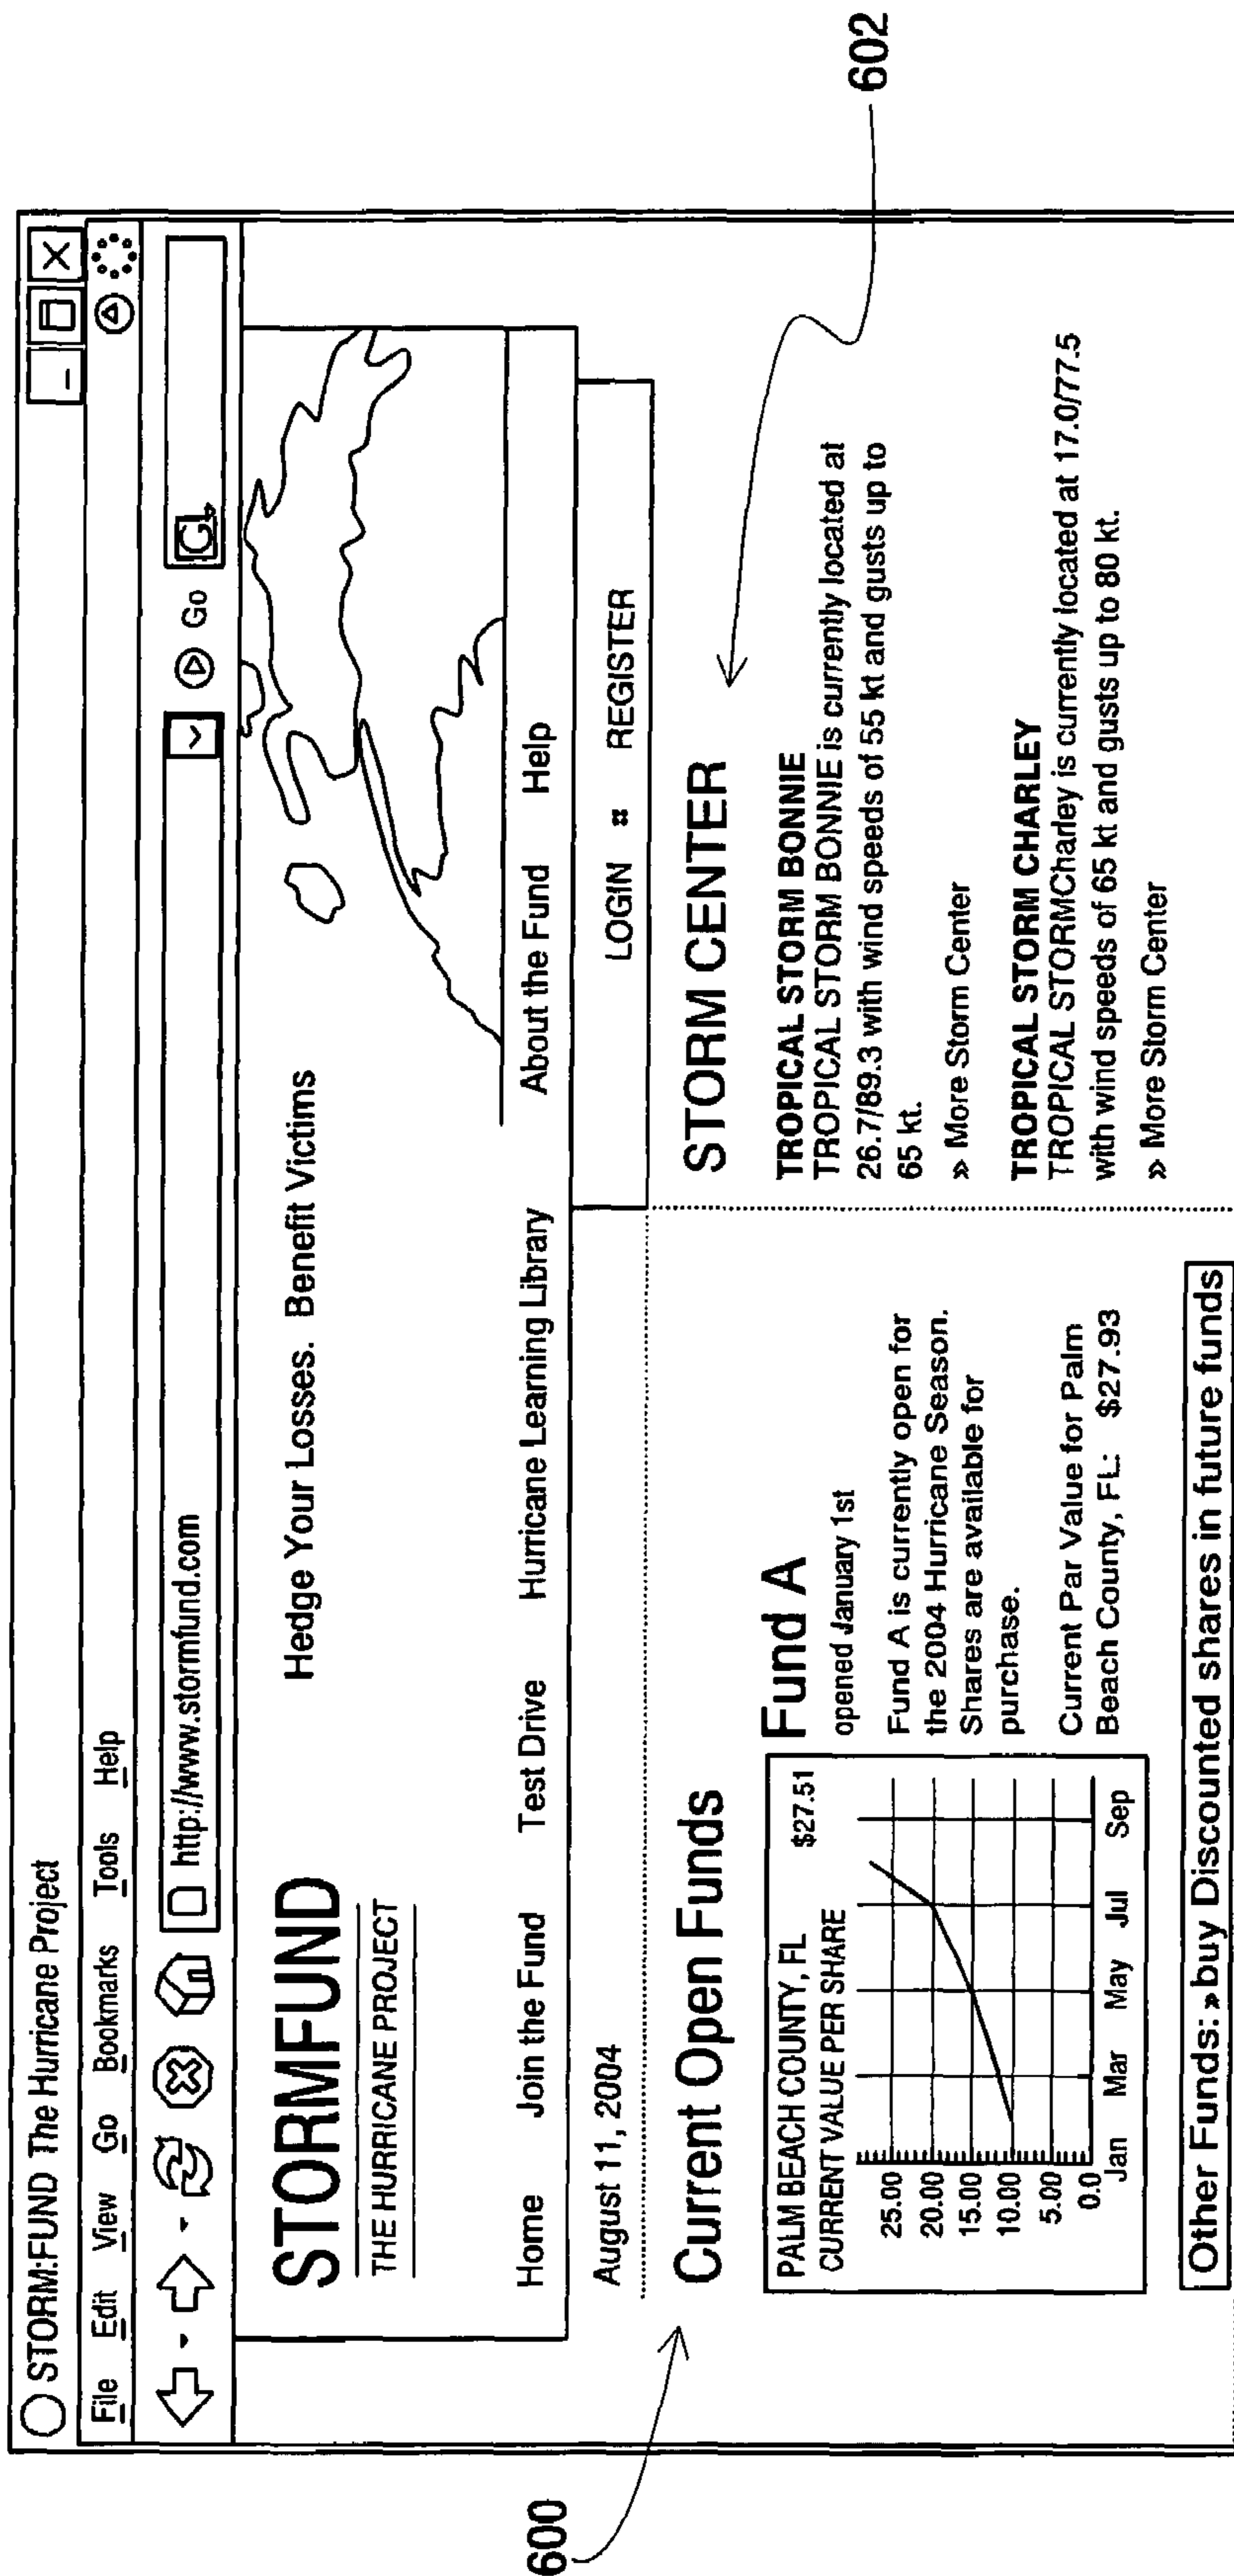 STORM:FUND The Hurricane Project
File Edit View Go Bookmarks Tools Help
http://www.stormfund.com Go G
STORMFUND
THE HURRICANE PROJECT
Hedge Your Losses. Benefit Victims
Home Join the Fund Test Drive Hurricane Learning Library About the Fund Help
August 11, 2004
LOGIN :: REGISTER
600
Current Open Funds
PALM BEACH COUNTY, FL
CURRENT VALUE PER SHARE $27.51
25.00
20.00
15.00
10.00
5.00
0.0
Jan Mar May Jul Sep
Fund A
opened January 1st
Fund A is currently open for
the 2004 Hurricane Season.
Shares are available for
purchase.
Current Par Value for Palm
Beach County, FL: $27.93
Other Funds: » buy Discounted shares in future funds
602
STORM CENTER
TROPICAL STORM BONNIE
TROPICAL STORM BONNIE is currently located at
26.7/89.3 with wind speeds of 55 kt and gusts up to
65 kt.
» More Storm Center
TROPICAL STORM CHARLEY
TROPICAL STORMCharley is currently located at 17.0/77.5
with wind speeds of 65 kt and gusts up to 80 kt.
» More Storm Center